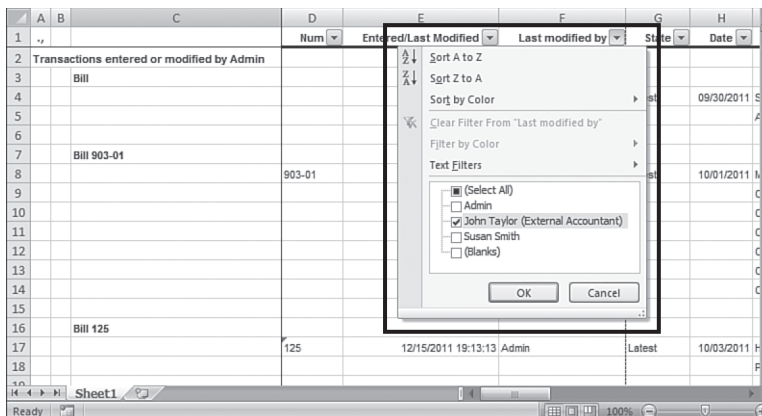 A B C D E F G H
1 ., Num Entered/Last Modified Last modified by State Date
2 Transactions entered or modified by Admin
Sort A to Z
3 Bill
Sort Z to A
4 Sort by Color 09/30/2011 S
5 Clear Filter From "Last modified by"
6 Filter by Color
7 Bill 903-01
Text Filters
8 903-01 10/01/2011
(Select All)
9 Admin
10 John Taylor (External Accountant)
11 Susan Smith
12 (Blanks)
13
14 OK Cancel
15
16 Bill 125
17 125 12/15/2011 19:13:13 Admin Latest 10/03/2011 H
18
Sheet1
Ready 100%